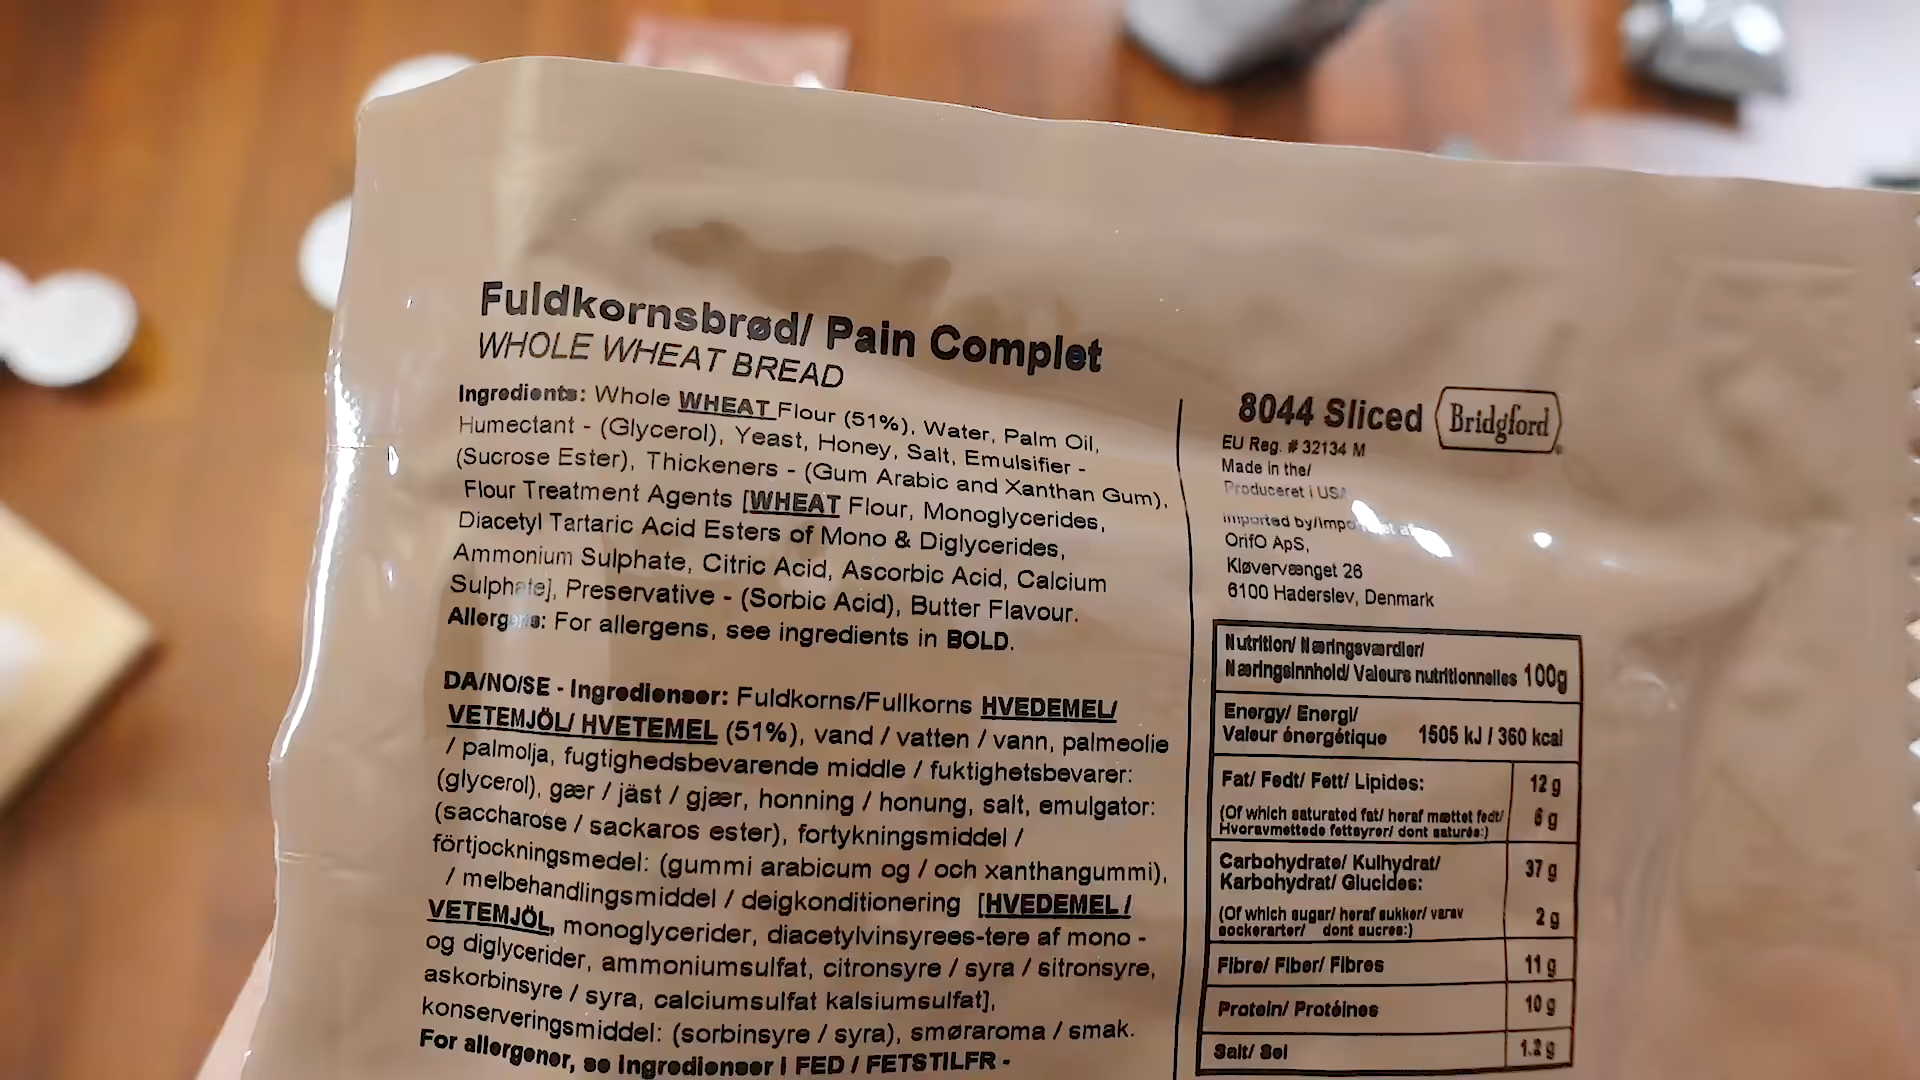 Fuldkornsbrød/ Pain Complet
WHOLE WHEAT BREAD
Ingredients: Whole WHEAT Flour (51%), Water, Palm Oil,
Humectant - (Glycerol), Yeast, Honey, Salt, Emulsifier -
(Sucrose Ester), Thickeners - (Gum Arabic and Xanthan Gum),
Flour Treatment Agents [WHEAT Flour, Monoglycerides,
Diacetyl Tartaric Acid Esters of Mono & Diglycerides,
Ammonium Sulphate, Citric Acid, Ascorbic Acid, Calcium
Sulphate], Preservative - (Sorbic Acid), Butter Flavour.
Allergens: For allergens, see ingredients in BOLD.
DA/NO/SE - Ingredienser: Fuldkorns/Fullkorns HVEDEMEL/
VETEMJÖL/ HVETEMEL (51%), vand / vatten / vann, palmeolie
/ palmolja, fugtighedsbevarende middle / fuktighetsbevarer:
(glycerol), gær / jäst / gjær, honning / honung, salt, emulgator:
(saccharose / sackaros ester), fortykningsmiddel /
förtjockningsmedel: (gummi arabicum og / och xanthangummi),
/ melbehandlingsmiddel / deigkonditionering [HVEDEMEL /
VETEMJÖL, monoglycerider, diacetylvinsyrees-tere af mono -
og diglycerider, ammoniumsulfat, citronsyre / syra / sitronsyre,
askorbinsyre / syra, calciumsulfat kalsiumsulfat],
konserveringsmiddel: (sorbinsyre / syra), smøraroma / smak.
For allergener, se Ingredienser i FED / FETSTILFR -
8044 Sliced Bridgford
EU Reg. # 32134 M
Made in the/
Produceret i USA
Imported by/
OrifO ApS,
Kløvervænget 26
6100 Haderslev, Denmark
Nutrition/ Næringsværdier/
Næringsinnhold/ Valeurs nutritionnelles 100g
Energy/ Energi/
Valeur énergétique 1505 kJ / 360 kcal
Fat/ Fedt/ Fett/ Lipides: 12 g
(Of which saturated fat/ heraf mættet fedt/ 6 g
Hvoravmettede fettsyrer/ dont saturés:)
Carbohydrate/ Kulhydrat/ 37 g
Karbohydrat/ Glucides:
(Of which sugar/ heraf sukker/ varav 2 g
sockerarter/ dont sucres:)
Fibre/ Fiber/ Fibres 11 g
Protein/ Protéines 10 g
Salt/ Sel 1.2 g